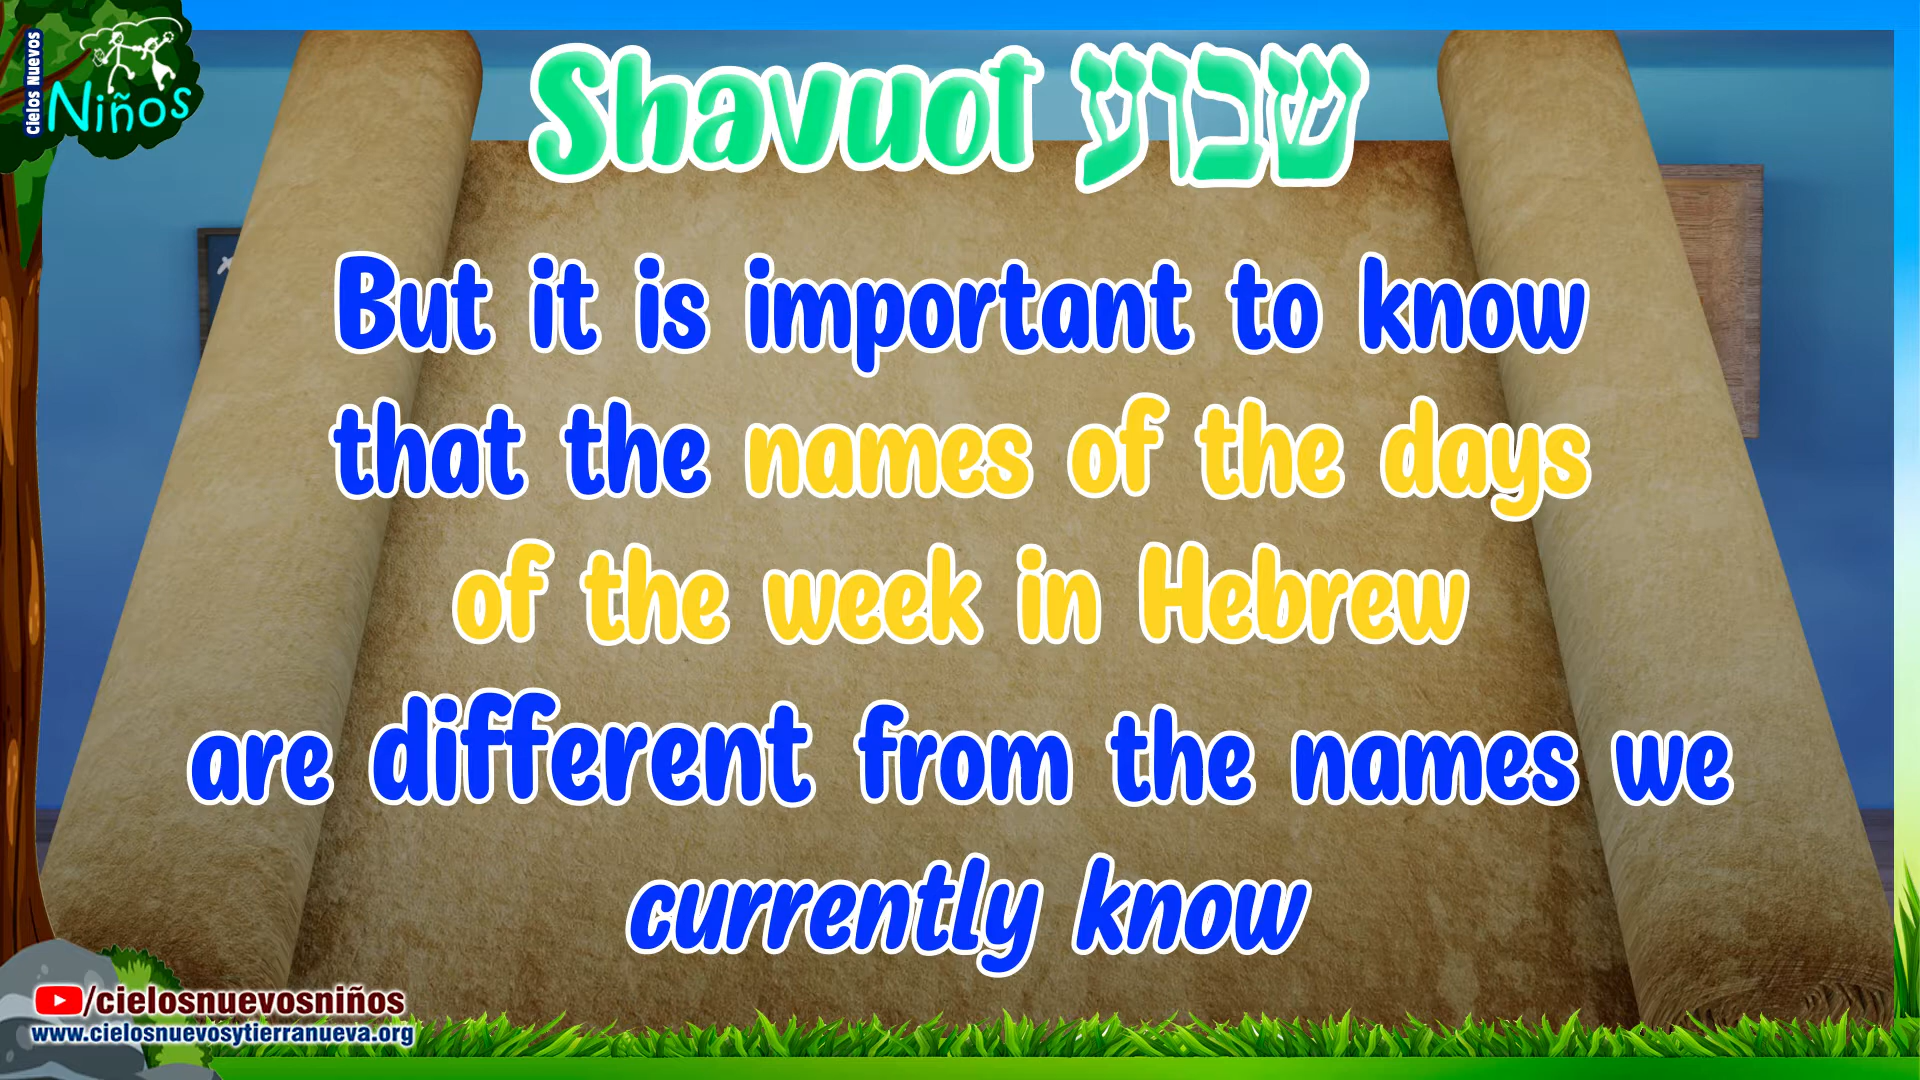 Cielos Nuevos
Niños
Shavuot שבוע
But it is important to know
that the names of the days
of the week in Hebrew
are different from the names we
currently know
/cielosnuevosniños
www.cielosnuevosytierranueva.org